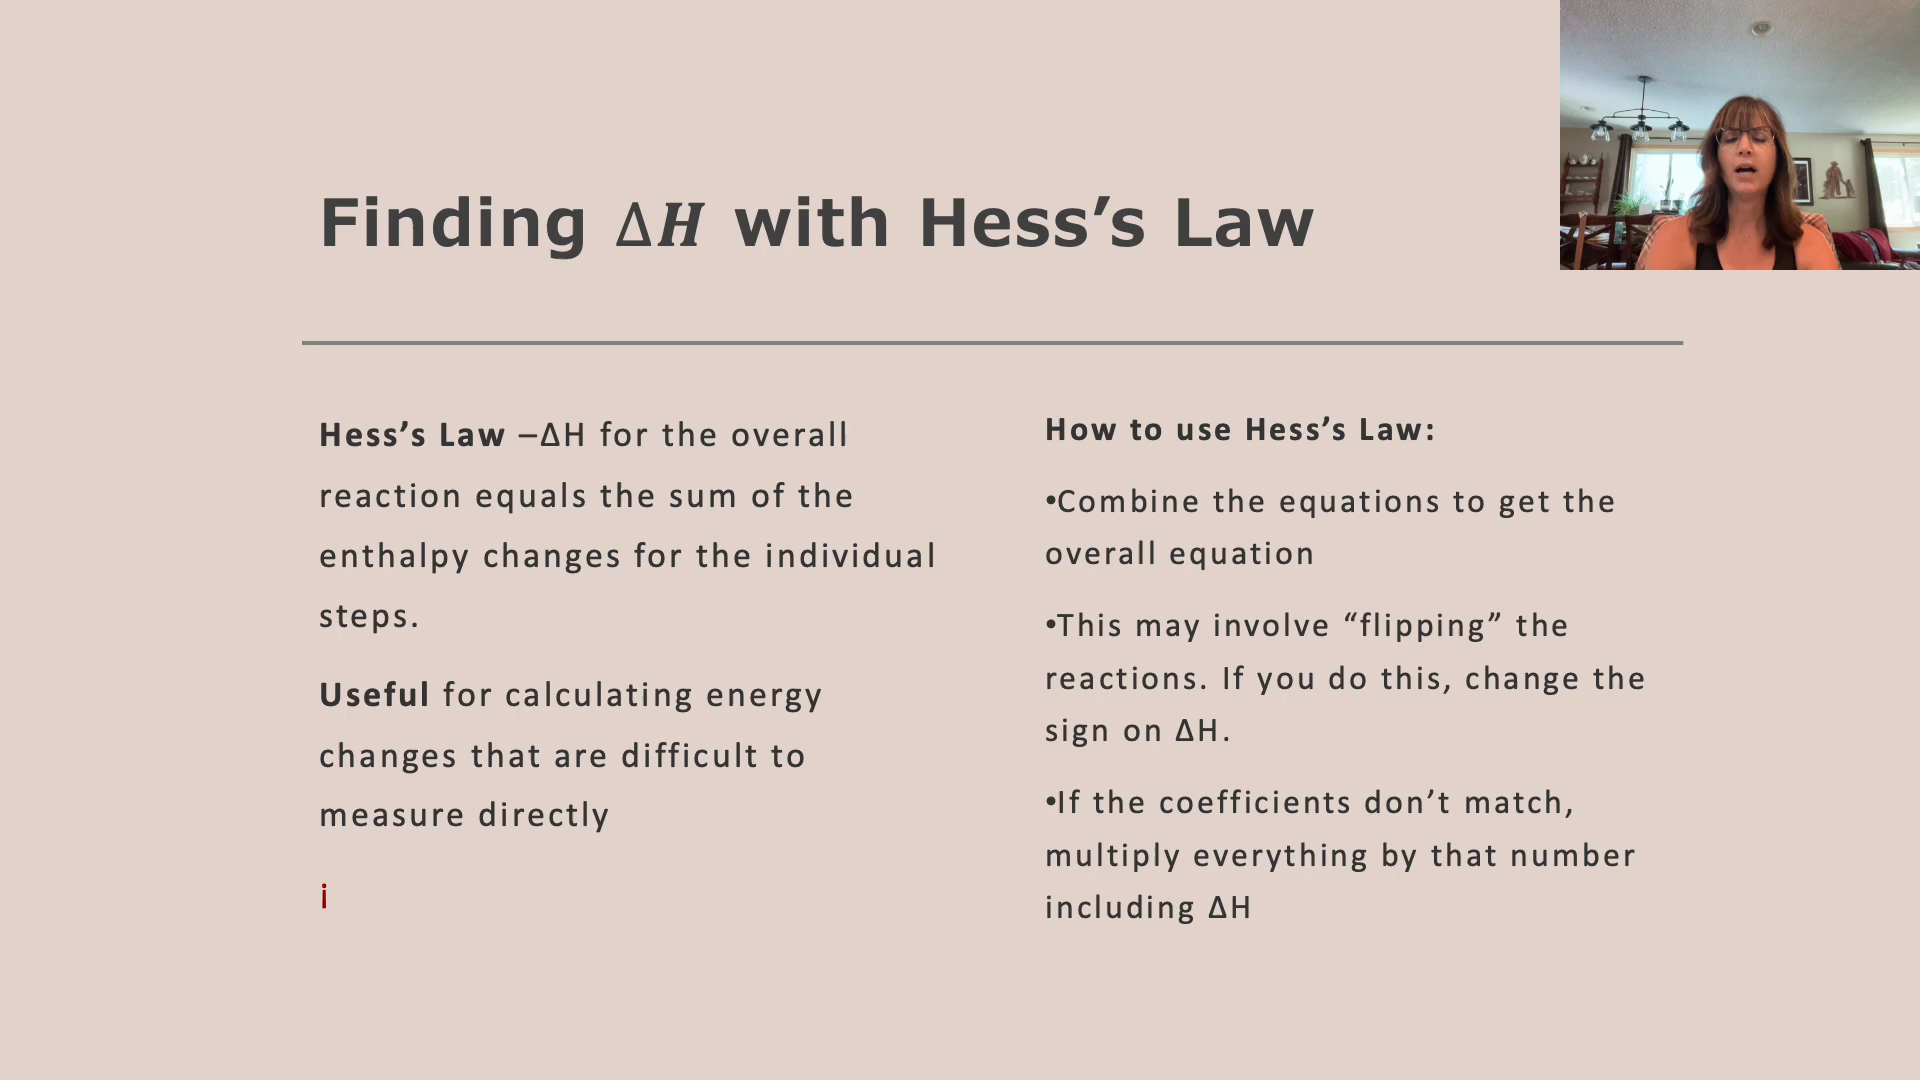 Finding Δ𝑯 with Hess’s Law
Hess’s Law –ΔH for the overall
reaction equals the sum of the
enthalpy changes for the individual
steps.
Useful for calculating energy
changes that are difficult to
measure directly
¡
How to use Hess’s Law:
•Combine the equations to get the
overall equation
•This may involve “flipping” the
reactions. If you do this, change the
sign on ΔH.
•If the coefficients don’t match,
multiply everything by that number
including ΔH